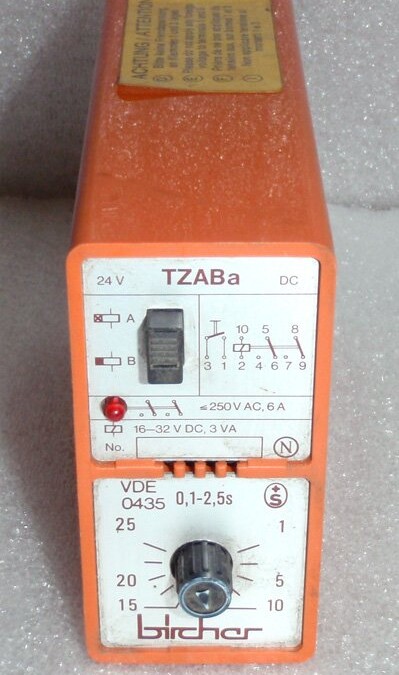 ACHTUNG / ATTENTION
24 V TZABa DC
A
B
10 5 8
3 1 2 4 6 7 9
≤250 V AC, 6 A
16–32 V DC, 3 VA
No. N
VDE
0435 0,1-2,5s +S
25 1
20 5
15 10
bircher